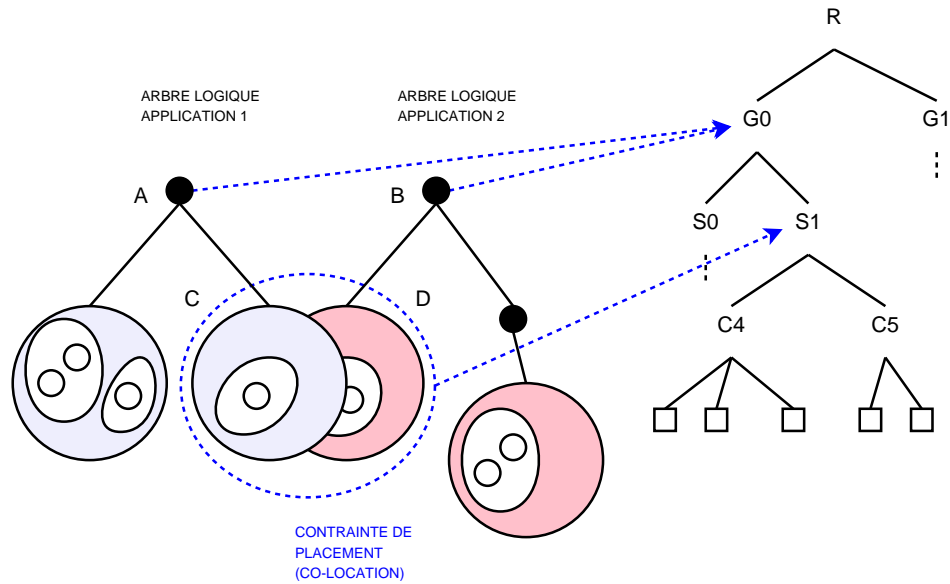 R
ARBRE LOGIQUE
APPLICATION 1
ARBRE LOGIQUE
APPLICATION 2
G0
G1
A
B
S0
S1
C
D
C4
C5
CONTRAINTE DE
PLACEMENT
(CO-LOCATION)